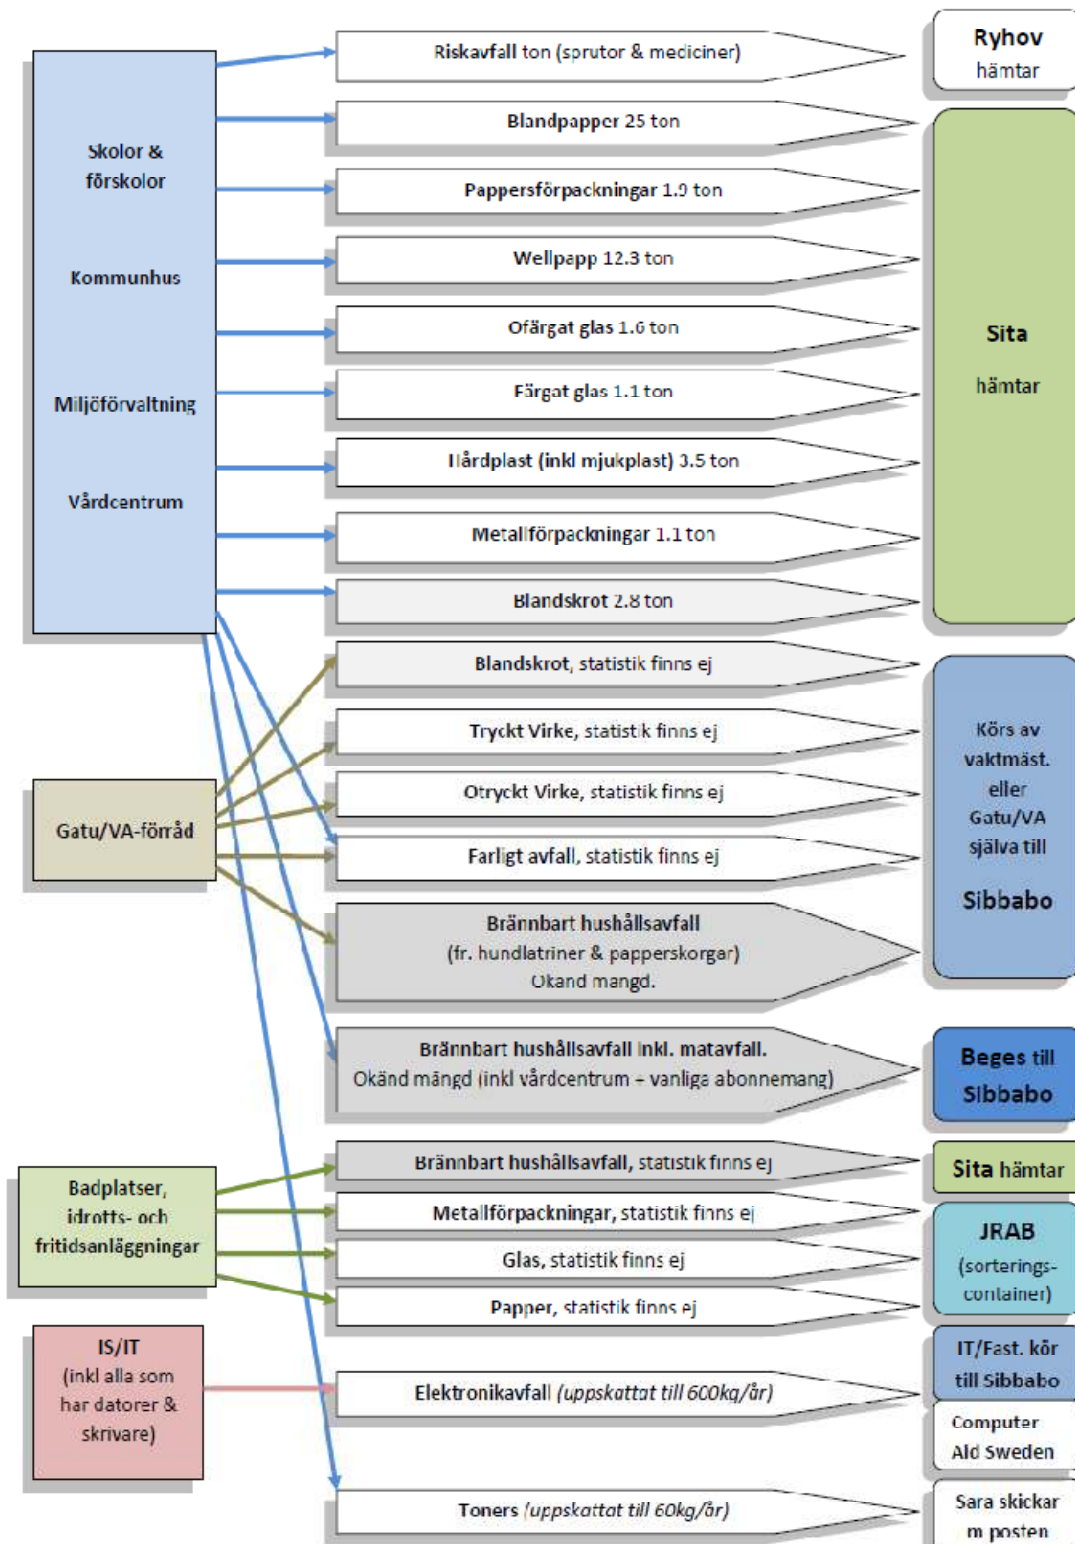 Riskavfall ton (sprutor & mediciner)
Ryhov
hämtar
Skolor &
förskolor
Kommunhus
Miljöförvaltning
Vårdcentrum
Blandpapper 25 ton
Pappersförpackningar 1.9 ton
Wellpapp 12.3 ton
Ofärgat glas 1.6 ton
Färgat glas 1.1 ton
Hårdplast (inkl mjukplast) 3.5 ton
Metallförpackningar 1.1 ton
Blandskrot 2.8 ton
Sita
hämtar
Gatu/VA-förråd
Blandskrot, statistik finns ej
Tryckt Virke, statistik finns ej
Otryckt Virke, statistik finns ej
Farligt avfall, statistik finns ej
Brännbart hushållsavfall
(fr. hundlatriner & papperskorgar)
Okänd mängd.
Körs av
vaktmäst.
eller
Gatu/VA
själva till
Sibbabo
Brännbart hushållsavfall inkl. matavfall.
Okänd mängd (inkl vårdcentrum + vanliga abonnemang)
Beges till
Sibbabo
Badplatser,
idrotts- och
fritidsanläggningar
Brännbart hushållsavfall, statistik finns ej
Sita hämtar
Metallförpackningar, statistik finns ej
Glas, statistik finns ej
Papper, statistik finns ej
JRAB
(sorterings-
container)
IS/IT
(inkl alla som
har datorer &
skrivare)
Elektronikavfall (uppskattat till 600kg/år)
IT/Fast. kör
till Sibbabo
Computer
Aid Sweden
Toners (uppskattat till 60kg/år)
Sara skickar
m posten